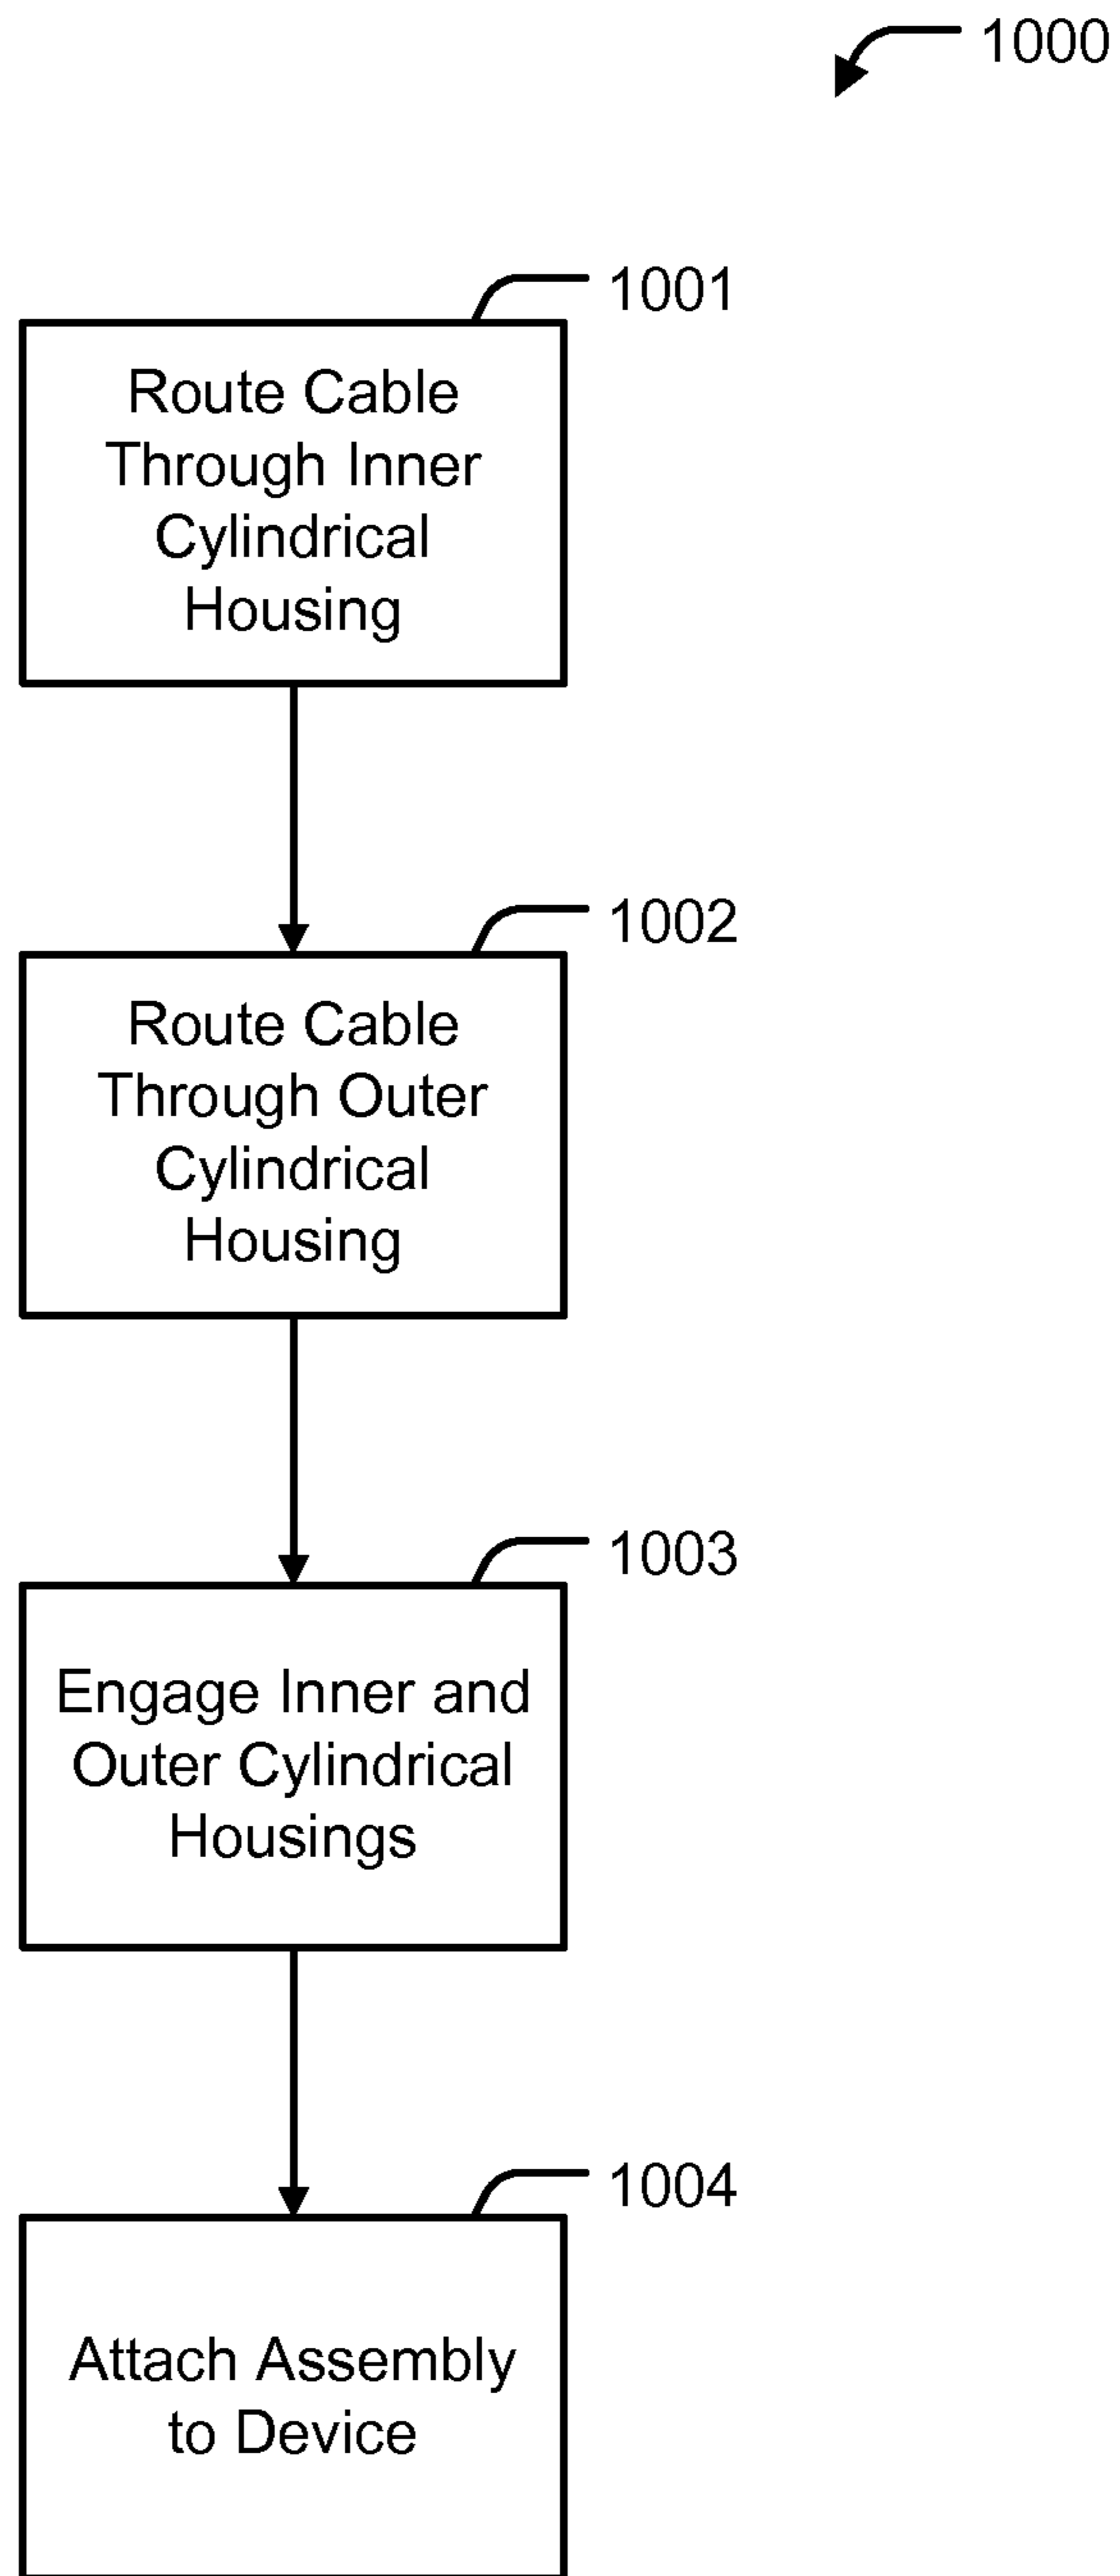 1000
1001
Route Cable
Through Inner
Cylindrical
Housing
1002
Route Cable
Through Outer
Cylindrical
Housing
1003
Engage Inner and
Outer Cylindrical
Housings
1004
Attach Assembly
to Device